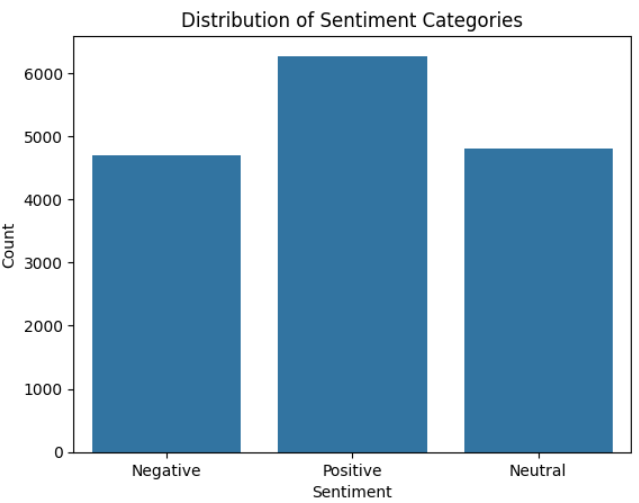 Distribution of Sentiment Categories
6000
5000
4000
3000
2000
1000
0
Count
Negative Positive Neutral
Sentiment